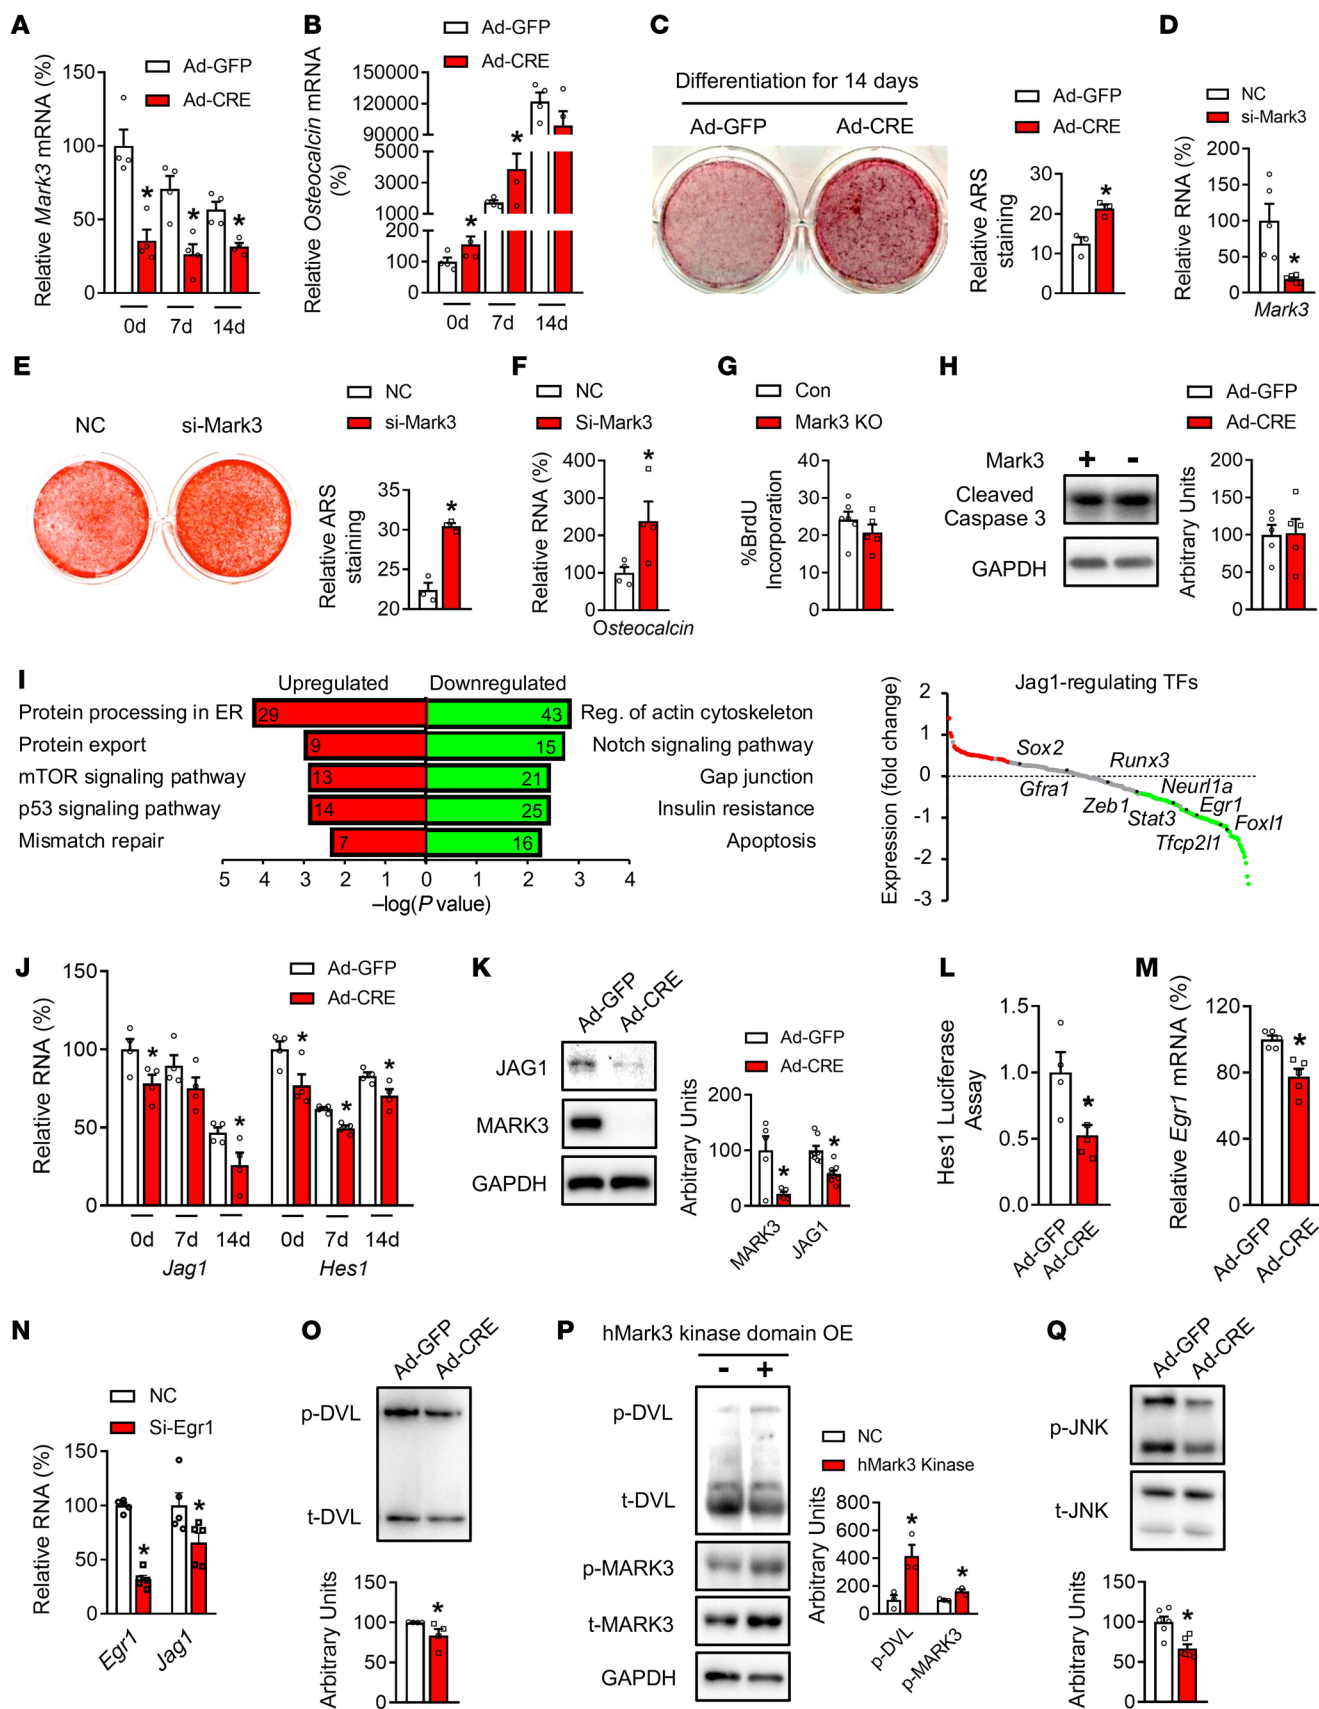 A
Ad-GFP
Ad-CRE
Relative Mark3 mRNA (%)
150
100
50
0
* * *
0d 7d 14d
B
Ad-GFP
Ad-CRE
Relative Osteocalcin mRNA
(%)
150000
120000
90000
5000
3000
1000
200
100
0
* *
0d 7d 14d
C
Differentiation for 14 days
Ad-GFP Ad-CRE
Ad-GFP
Ad-CRE
Relative ARS
staining
30
20
10
0
*
D
NC
si-Mark3
Relative RNA (%)
200
150
100
50
0
*
Mark3
E
NC si-Mark3
NC
si-Mark3
Relative ARS
staining
35
30
25
20
*
F
NC
Si-Mark3
Relative RNA (%)
400
300
200
100
0
*
Osteocalcin
G
Con
Mark3 KO
%BrdU
Incorporation
40
30
20
10
0
H
Mark3 + -
Cleaved
Caspase 3
GAPDH
Ad-GFP
Ad-CRE
Arbitrary Units
200
150
100
50
0
I
Upregulated Downregulated
Protein processing in ER 29 43 Reg. of actin cytoskeleton
Protein export 9 15 Notch signaling pathway
mTOR signaling pathway 13 21 Gap junction
p53 signaling pathway 14 25 Insulin resistance
Mismatch repair 7 16 Apoptosis
5 4 3 2 1 0 1 2 3 4
–log(P value)
Jag1-regulating TFs
Expression (fold change)
2
1
0
-1
-2
-3
Sox2
Runx3
Gfra1
Neurl1a
Zeb1
Egr1
Stat3
Foxl1
Tfcp2l1
J
Ad-GFP
Ad-CRE
Relative RNA (%)
150
100
50
0
* * * * *
0d 7d 14d 0d 7d 14d
Jag1 Hes1
K
Ad-GFP
Ad-CRE
JAG1
MARK3
GAPDH
Ad-GFP
Ad-CRE
Arbitrary Units
200
100
0
* *
MARK3
JAG1
L
Hes1 Luciferase
Assay
1.5
1.0
0.5
0.0
*
Ad-GFP
Ad-CRE
M
Relative Egr1 mRNA (%)
120
80
40
0
*
Ad-GFP
Ad-CRE
N
NC
Si-Egr1
Relative RNA (%)
150
100
50
0
* *
Egr1
Jag1
O
Ad-GFP
Ad-CRE
p-DVL
t-DVL
Arbitrary Units
150
100
50
0
*
P
hMark3 kinase domain OE
- +
p-DVL
t-DVL
p-MARK3
t-MARK3
GAPDH
NC
hMark3 Kinase
Arbitrary Units
800
600
400
200
0
* *
p-DVL
p-MARK3
Q
Ad-GFP
Ad-CRE
p-JNK
t-JNK
Arbitrary Units
150
100
50
0
*